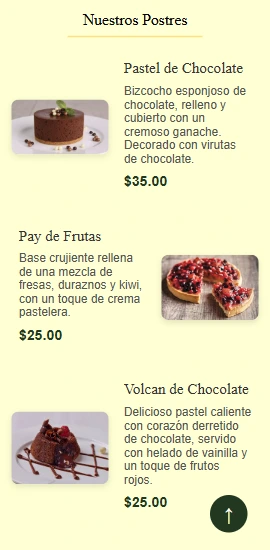 Nuestros Postres
Pastel de Chocolate
Bizcocho esponjoso de
chocolate, relleno y
cubierto con un
cremoso ganache.
Decorado con virutas
de chocolate.
$35.00
Pay de Frutas
Base crujiente rellena
de una mezcla de
fresas, duraznos y kiwi,
con un toque de crema
pastelera.
$25.00
Volcan de Chocolate
Delicioso pastel caliente
con corazón derretido
de chocolate, servido
con helado de vainilla y
un toque de frutos
rojos.
$25.00
↑